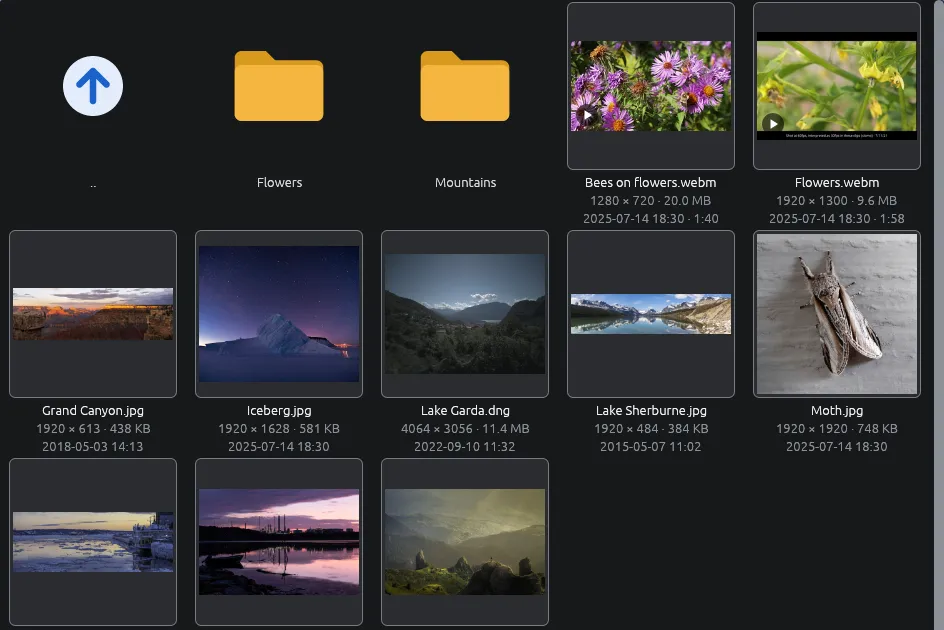 ..
Flowers
Mountains
Bees on flowers.webm
1280 × 720 · 20.0 MB
2025-07-14 18:30 · 1:40
Flowers.webm
1920 × 1300 · 9.6 MB
2025-07-14 18:30 · 1:58
Grand Canyon.jpg
1920 × 613 · 438 KB
2018-05-03 14:13
Iceberg.jpg
1920 × 1628 · 581 KB
2025-07-14 18:30
Lake Garda.dng
4064 × 3056 · 11.4 MB
2022-09-10 11:32
Lake Sherburne.jpg
1920 × 484 · 384 KB
2015-05-07 11:02
Moth.jpg
1920 × 1920 · 748 KB
2025-07-14 18:30